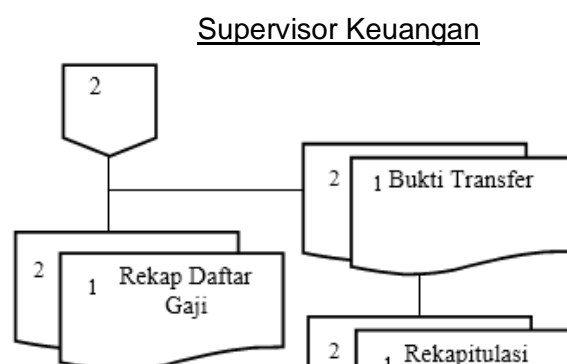 Supervisor Keuangan
2
2
1 Bukti Transfer
2
1 Rekap Daftar
Gaji
2
1 Rekapitulasi